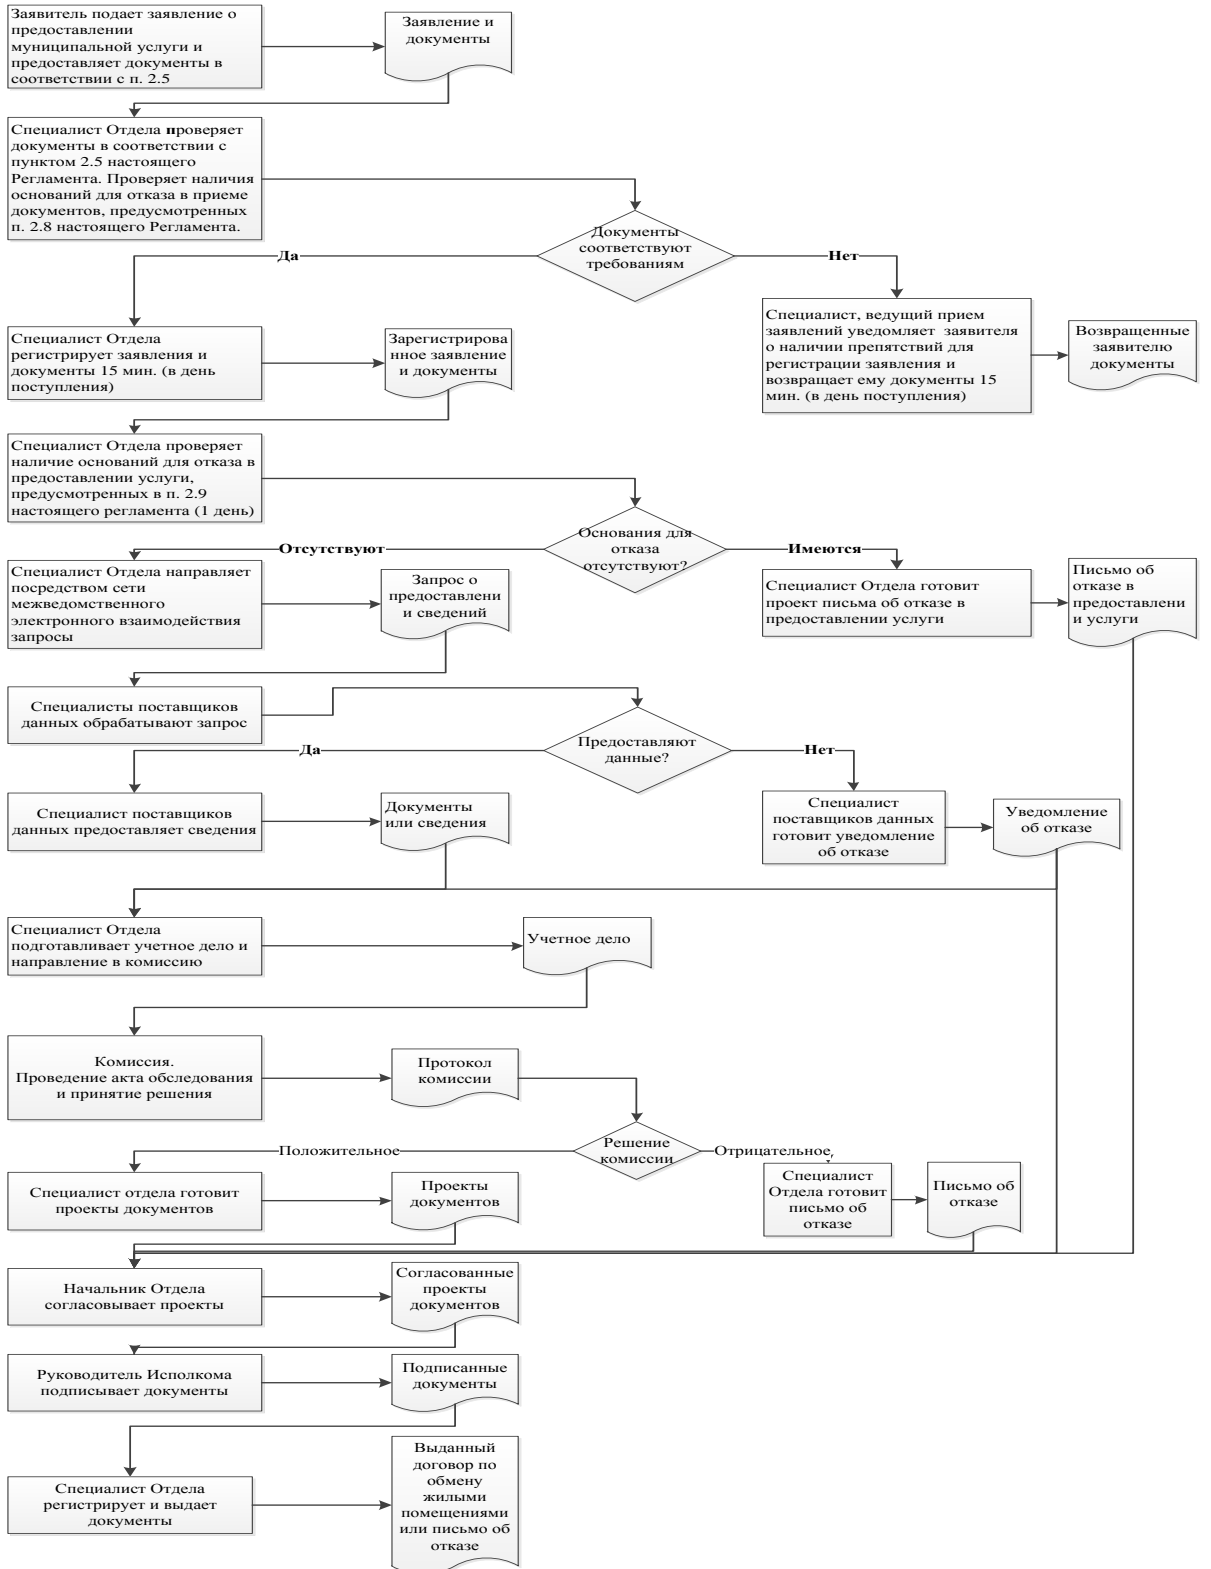 Заявитель подает заявление о
предоставлении
муниципальной услуги и
предоставляет документы в
соответствии с п. 2.5
Заявление и
документы
Специалист Отдела проверяет
документы в соответствии с
пунктом 2.5 настоящего
Регламента. Проверяет наличия
оснований для отказа в приеме
документов, предусмотренных
п. 2.8 настоящего Регламента.
Документы
соответствуют
требованиям
Да
Нет
Специалист Отдела
регистрирует заявления и
документы 15 мин. (в день
поступления)
Зарегистрирова
нное заявление
и документы
Специалист, ведущий прием
заявлений уведомляет заявителя
о наличии препятствий для
регистрации заявления и
возвращает ему документы 15
мин. (в день поступления)
Возвращенные
заявителю
документы
Специалист Отдела проверяет
наличие оснований для отказа в
предоставлении услуги,
предусмотренных в п. 2.9
настоящего регламента (1 день)
Основания для
отказа
отсутствуют?
Отсутствуют
Имеются
Специалист Отдела направляет
посредством сети
межведомственного
электронного взаимодействия
запросы
Запрос о
предоставлени
и сведений
Специалист Отдела готовит
проект письма об отказе в
предоставлении услуги
Письмо об
отказе в
предоставлени
и услуги
Специалисты поставщиков
данных обрабатывают запрос
Предоставляют
данные?
Да
Нет
Специалист поставщиков
данных предоставляет сведения
Документы
или сведения
Специалист
поставщиков данных
готовит уведомление
об отказе
Уведомление
об отказе
Специалист Отдела
подготавливает учетное дело и
направление в комиссию
Учетное дело
Комиссия.
Проведение акта обследования
и принятие решения
Протокол
комиссии
Решение
комиссии
Положительное
Отрицательное
Специалист отдела готовит
проекты документов
Проекты
документов
Специалист
Отдела готовит
письмо об
отказе
Письмо об
отказе
Начальник Отдела
согласовывает проекты
Согласованные
проекты
документов
Руководитель Исполкома
подписывает документы
Подписанные
документы
Специалист Отдела
регистрирует и выдает
документы
Выданный
договор по
обмену
жилыми
помещениями
или письмо об
отказе